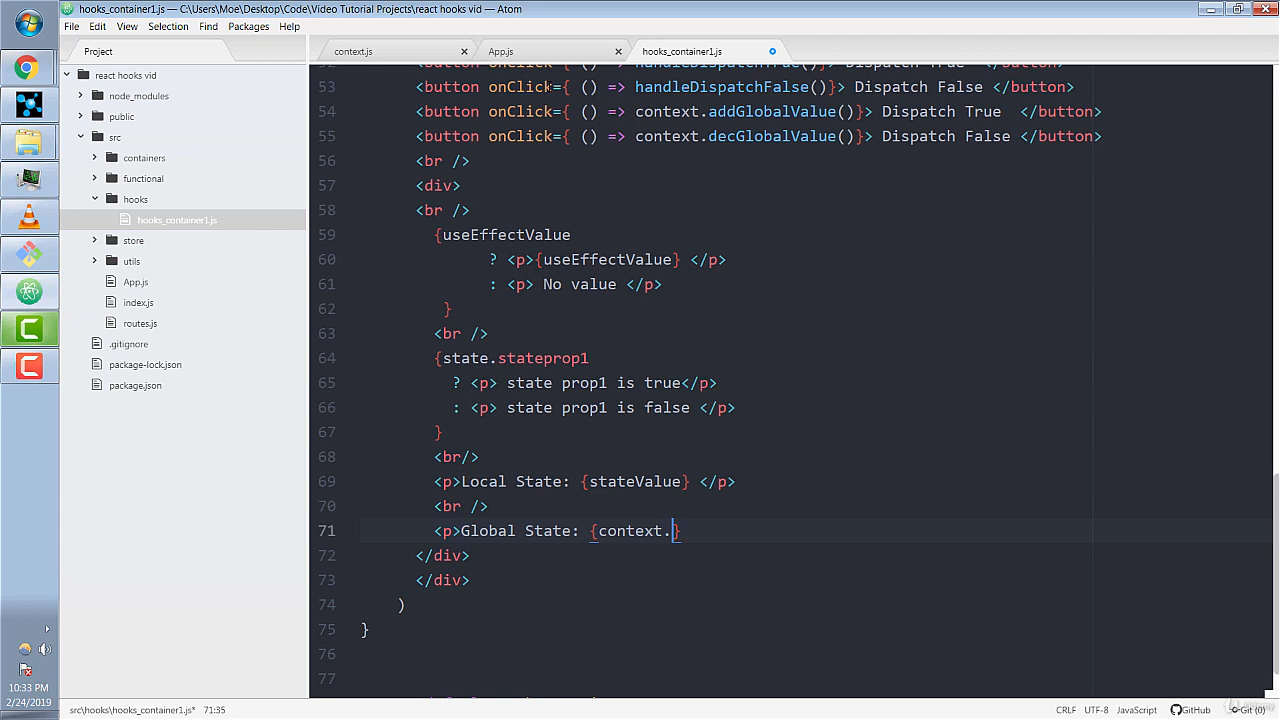 hooks_container1.js — C:\Users\Moe\Desktop\Code\Video Tutorial Projects\react hooks vid — Atom
File Edit View Selection Find Packages Help
Project
context.js
App.js
hooks_container1.js
react hooks vid
node_modules
public
src
containers
functional
hooks
hooks_container1.js
store
utils
App.js
index.js
routes.js
.gitignore
package-lock.json
package.json
53 <button onClick={ () => handleDispatchFalse()}> Dispatch False </button>
54 <button onClick={ () => context.addGlobalValue()}> Dispatch True </button>
55 <button onClick={ () => context.decGlobalValue()}> Dispatch False </button>
56 <br />
57 <div>
58 <br />
59 {useEffectValue
60 ? <p>{useEffectValue} </p>
61 : <p> No value </p>
62 }
63 <br />
64 {state.stateprop1
65 ? <p> state prop1 is true</p>
66 : <p> state prop1 is false </p>
67 }
68 <br/>
69 <p>Local State: {stateValue} </p>
70 <br />
71 <p>Global State: {context.}
72 </div>
73 </div>
74 )
75 }
76
77
10:33 PM
2/24/2019
src\hooks\hooks_container1.js* 71:35
CRLF UTF-8 JavaScript GitHub Git (0)